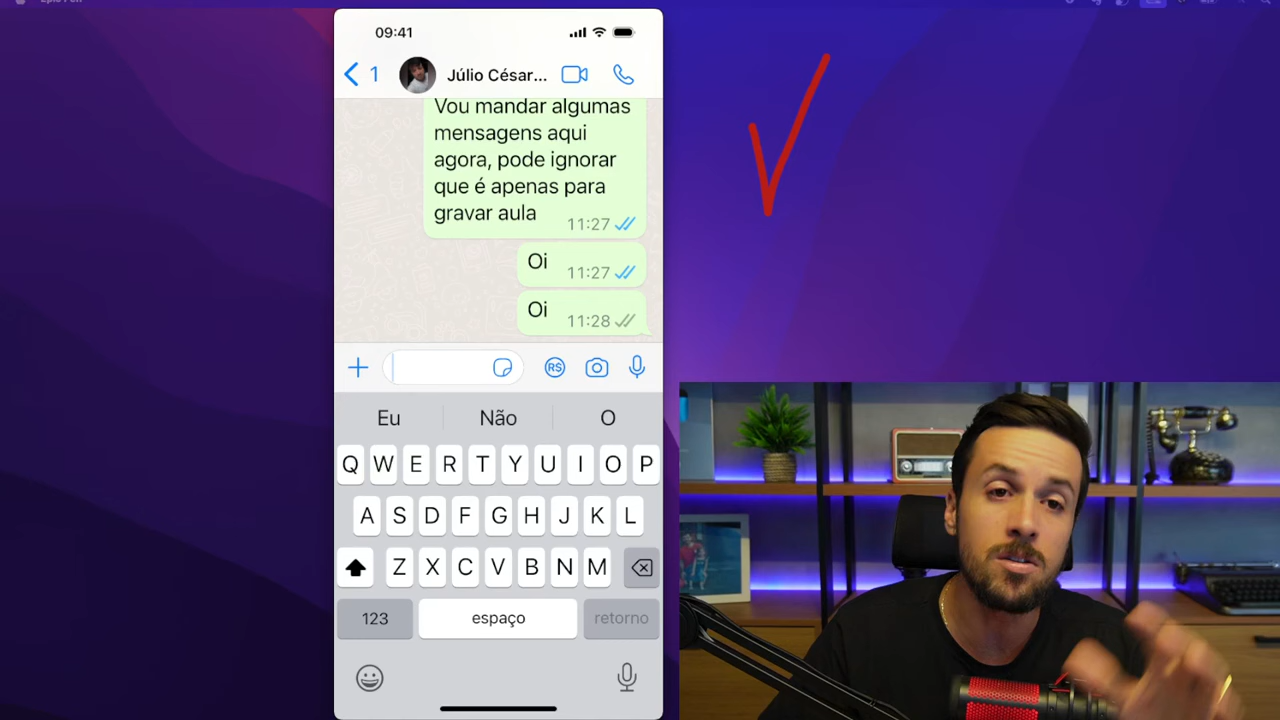 09:41
1 Júlio César...
Vou mandar algumas
mensagens aqui
agora, pode ignorar
que é apenas para
gravar aula 11:27
Oi 11:27
Oi 11:28
R$
Eu Não O
Q W E R T Y U I O P
A S D F G H J K L
Z X C V B N M
123 espaço retorno